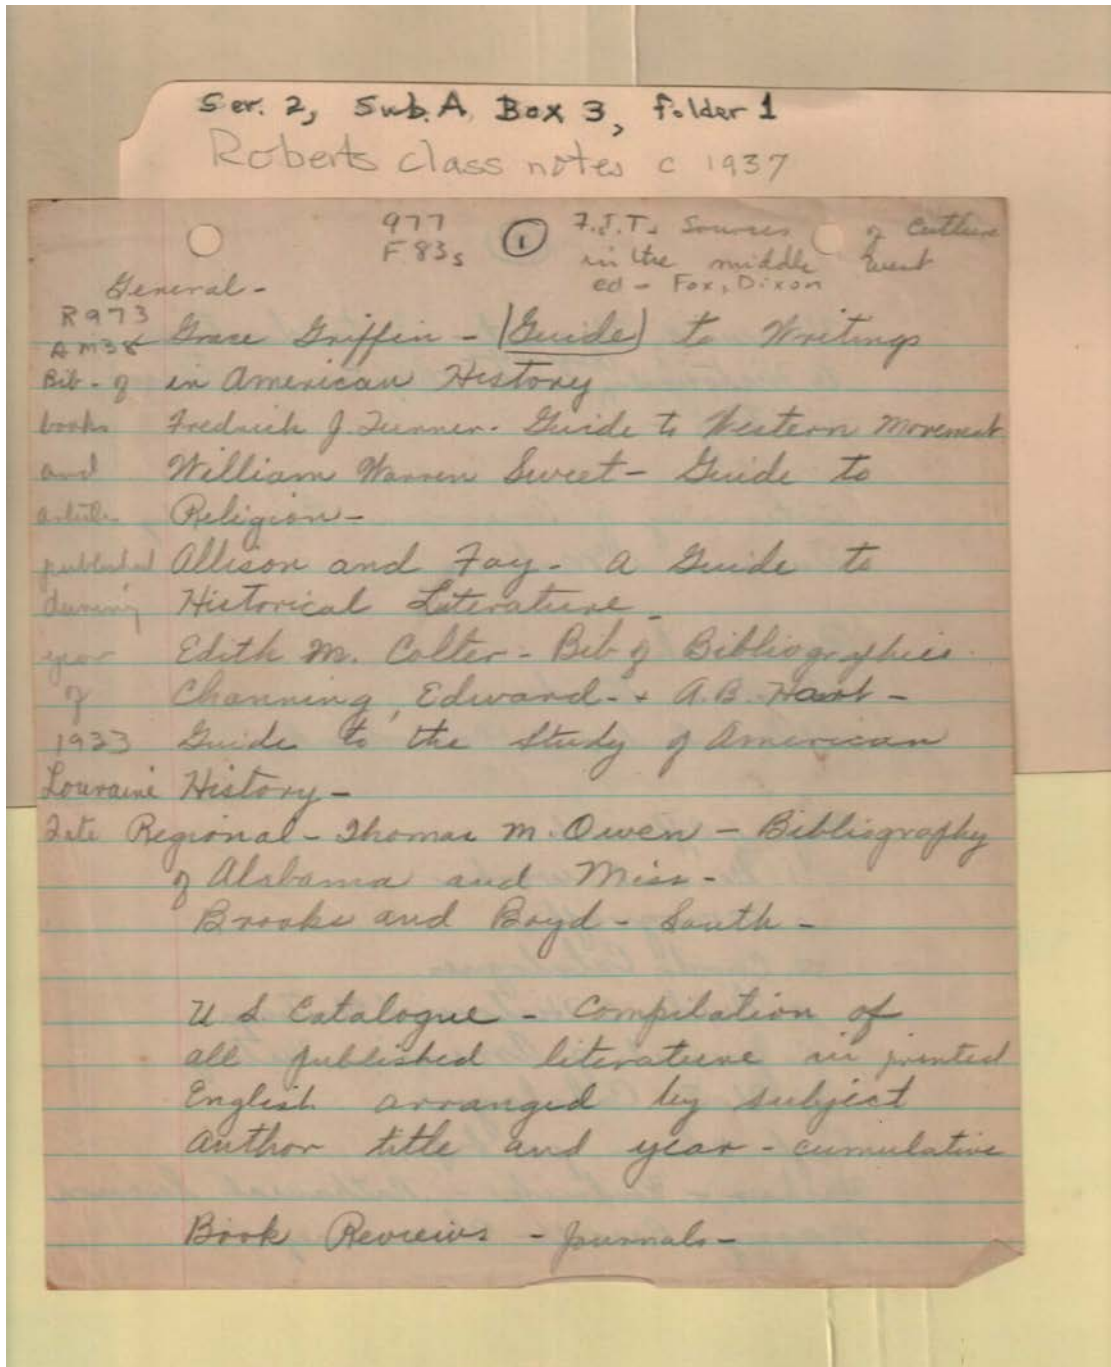 Ser. 2, Sub. A, Box 3, folder 1
Roberts class notes c 1937
977
F83s
1
F.J.T. Sources of Culture
in the middle West
ed - Fox, Dixon
General -
R973
Am38
Grace Griffin - (Guide) to Writings
Bib - of in American History
books Fredrick J. Turner - Guide to Western Movement
and William Warren Sweet - Guide to
article Religion -
published Allison and Fay - A Guide to
during Historical Literature -
year Edith M. Colter - Bib of Bibliographies.
of Channing, Edward - + A.B. Hart -
1933 Guide to the Study of American
Louraine History -
Regional - Thomas M. Owen - Bibliography
of Alabama and Miss -
Brooks and Boyd - South -
U S Catalogue - Compilation of
all published literature in printed
English arranged by subject
author title and year - cumulative
Book Reviews - Journals -